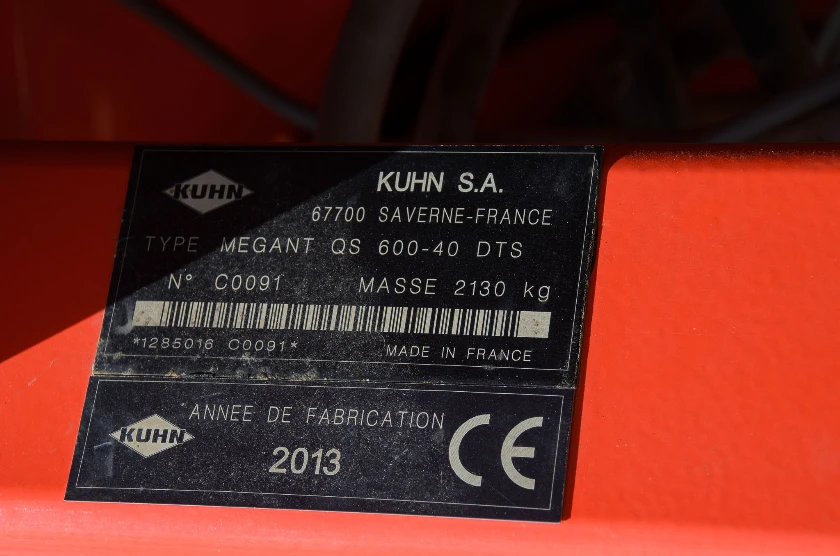 KUHN
KUHN S.A.
67700 SAVERNE-FRANCE
TYPE MEGANT QS 600-40 DTS
N° C0091 MASSE 2130 kg
*1285016 C0091*
MADE IN FRANCE
ANNEE DE FABRICATION
KUHN
2013
CE